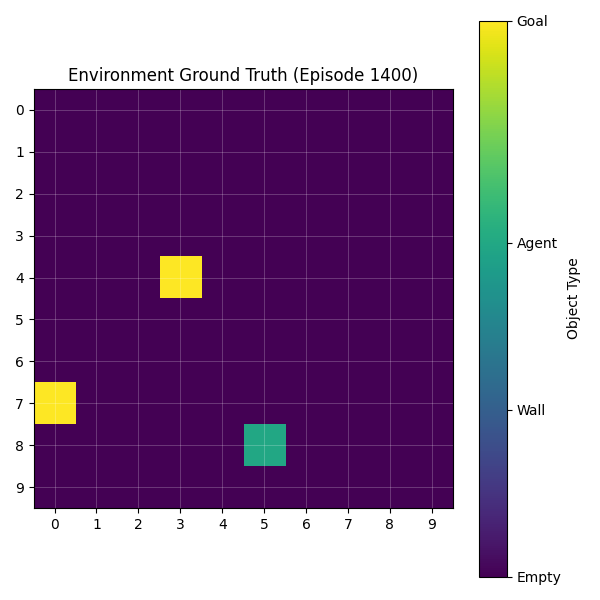 Environment Ground Truth (Episode 1400)
0
1
2
3
4
5
6
7
8
9
0 1 2 3 4 5 6 7 8 9
Goal
Agent
Wall
Empty
Object Type